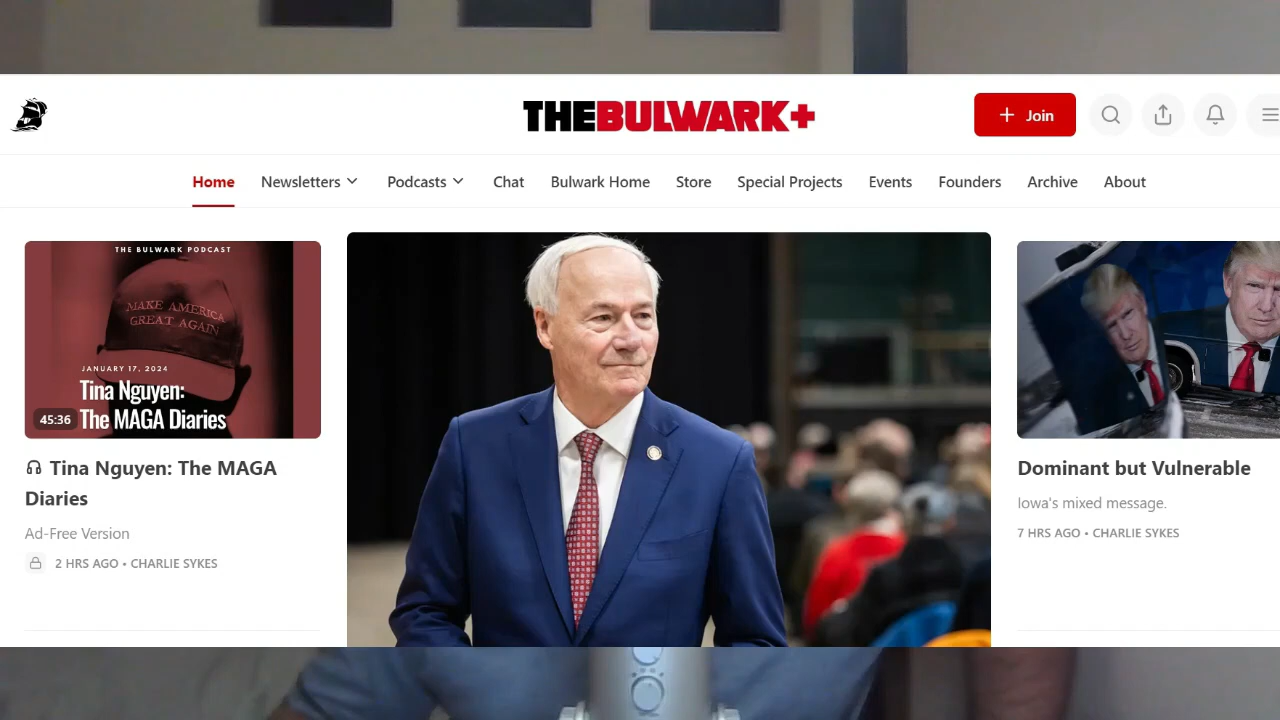 THEBULWARK+
Join
Home Newsletters Podcasts Chat Bulwark Home Store Special Projects Events Founders Archive About
THE BULWARK PODCAST
MAKE AMERICA
GREAT AGAIN
JANUARY 17, 2024
Tina Nguyen:
The MAGA Diaries
45:36
Tina Nguyen: The MAGA
Diaries
Ad-Free Version
2 HRS AGO • CHARLIE SYKES
Dominant but Vulnerable
Iowa's mixed message.
7 HRS AGO • CHARLIE SYKES